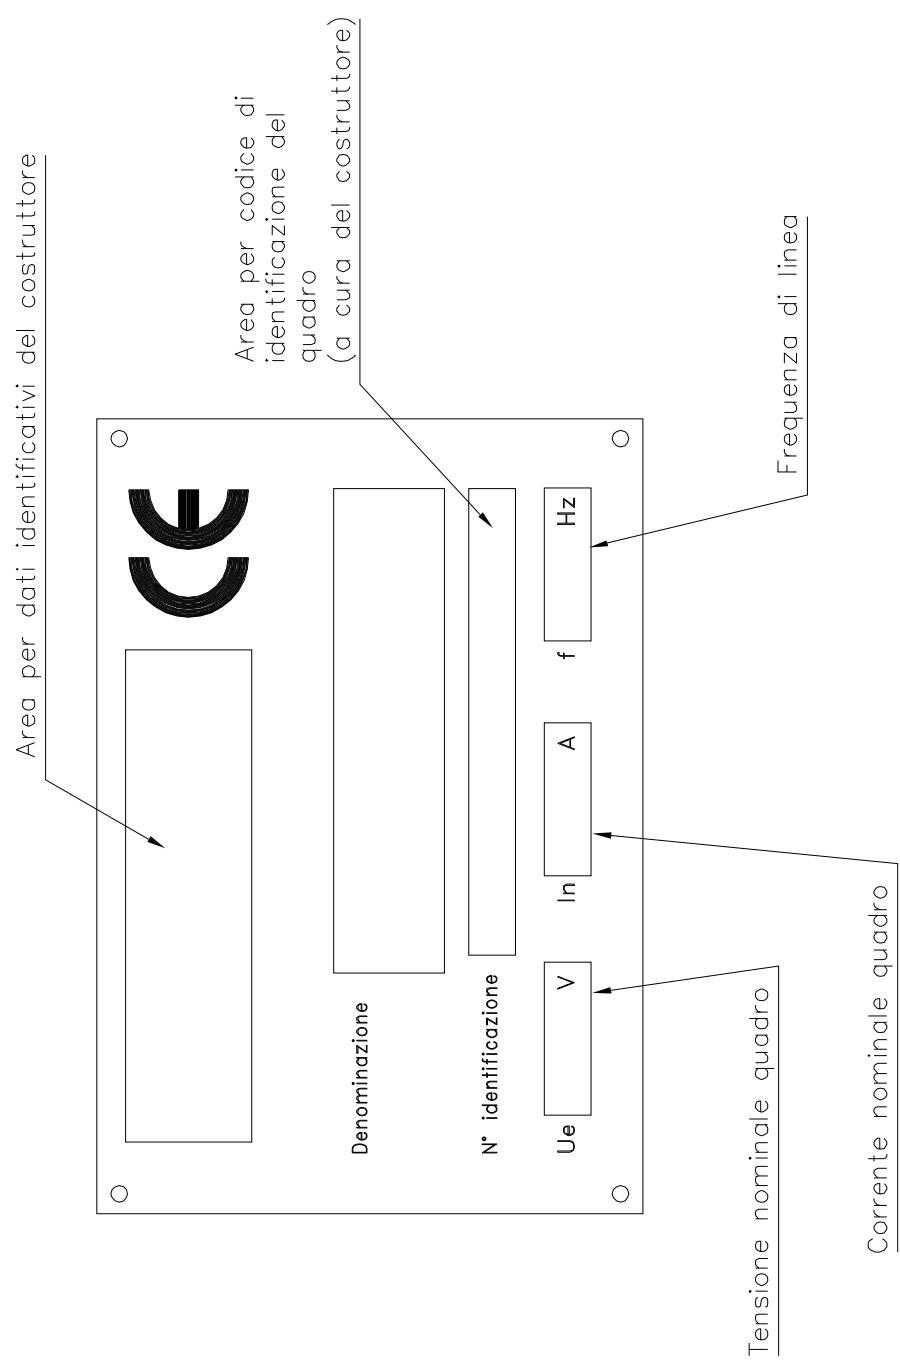 Area per dati identificativi del costruttore
Area per codice di
identificazione del
quadro
(a cura del costruttore)
CE
Denominazione
N° identificazione
Ue V
In A
f Hz
Tensione nominale quadro
Corrente nominale quadro
Frequenza di linea